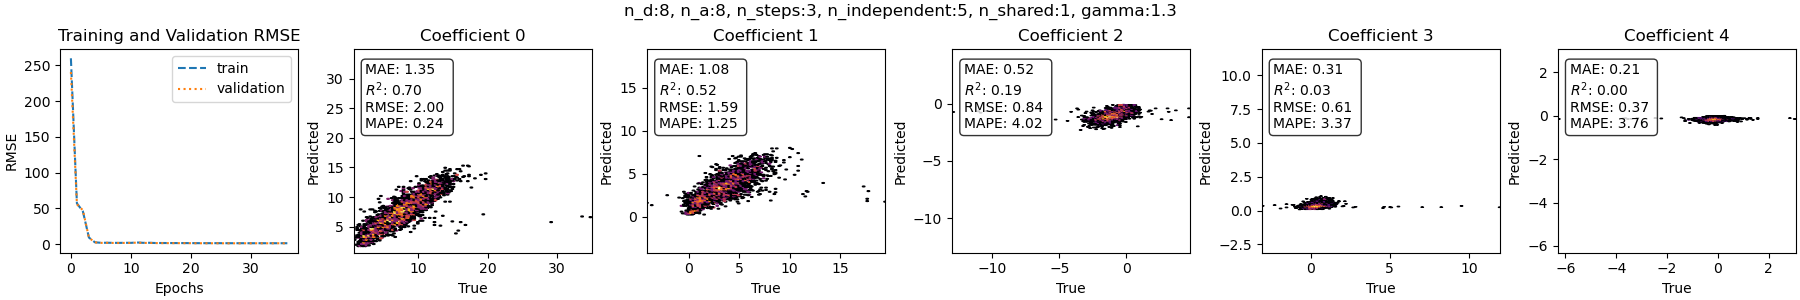 n_d:8, n_a:8, n_steps:3, n_independent:5, n_shared:1, gamma:1.3
Training and Validation RMSE
250
200
150
100
50
0
0
10
20
30
RMSE
Epochs
train
validation
Coefficient 0
MAE: 1.35
R²: 0.70
RMSE: 2.00
MAPE: 0.24
30
25
20
15
10
5
10
20
30
Predicted
True
Coefficient 1
MAE: 1.08
R²: 0.52
RMSE: 1.59
MAPE: 1.25
15
10
5
0
0
5
10
15
Predicted
True
Coefficient 2
MAE: 0.52
R²: 0.19
RMSE: 0.84
MAPE: 4.02
0
−5
−10
−10
−5
0
Predicted
True
Coefficient 3
MAE: 0.31
R²: 0.03
RMSE: 0.61
MAPE: 3.37
10.0
7.5
5.0
2.5
0.0
−2.5
0
5
10
Predicted
True
Coefficient 4
MAE: 0.21
R²: 0.00
RMSE: 0.37
MAPE: 3.76
2
0
−2
−4
−6
−6
−4
−2
0
2
Predicted
True